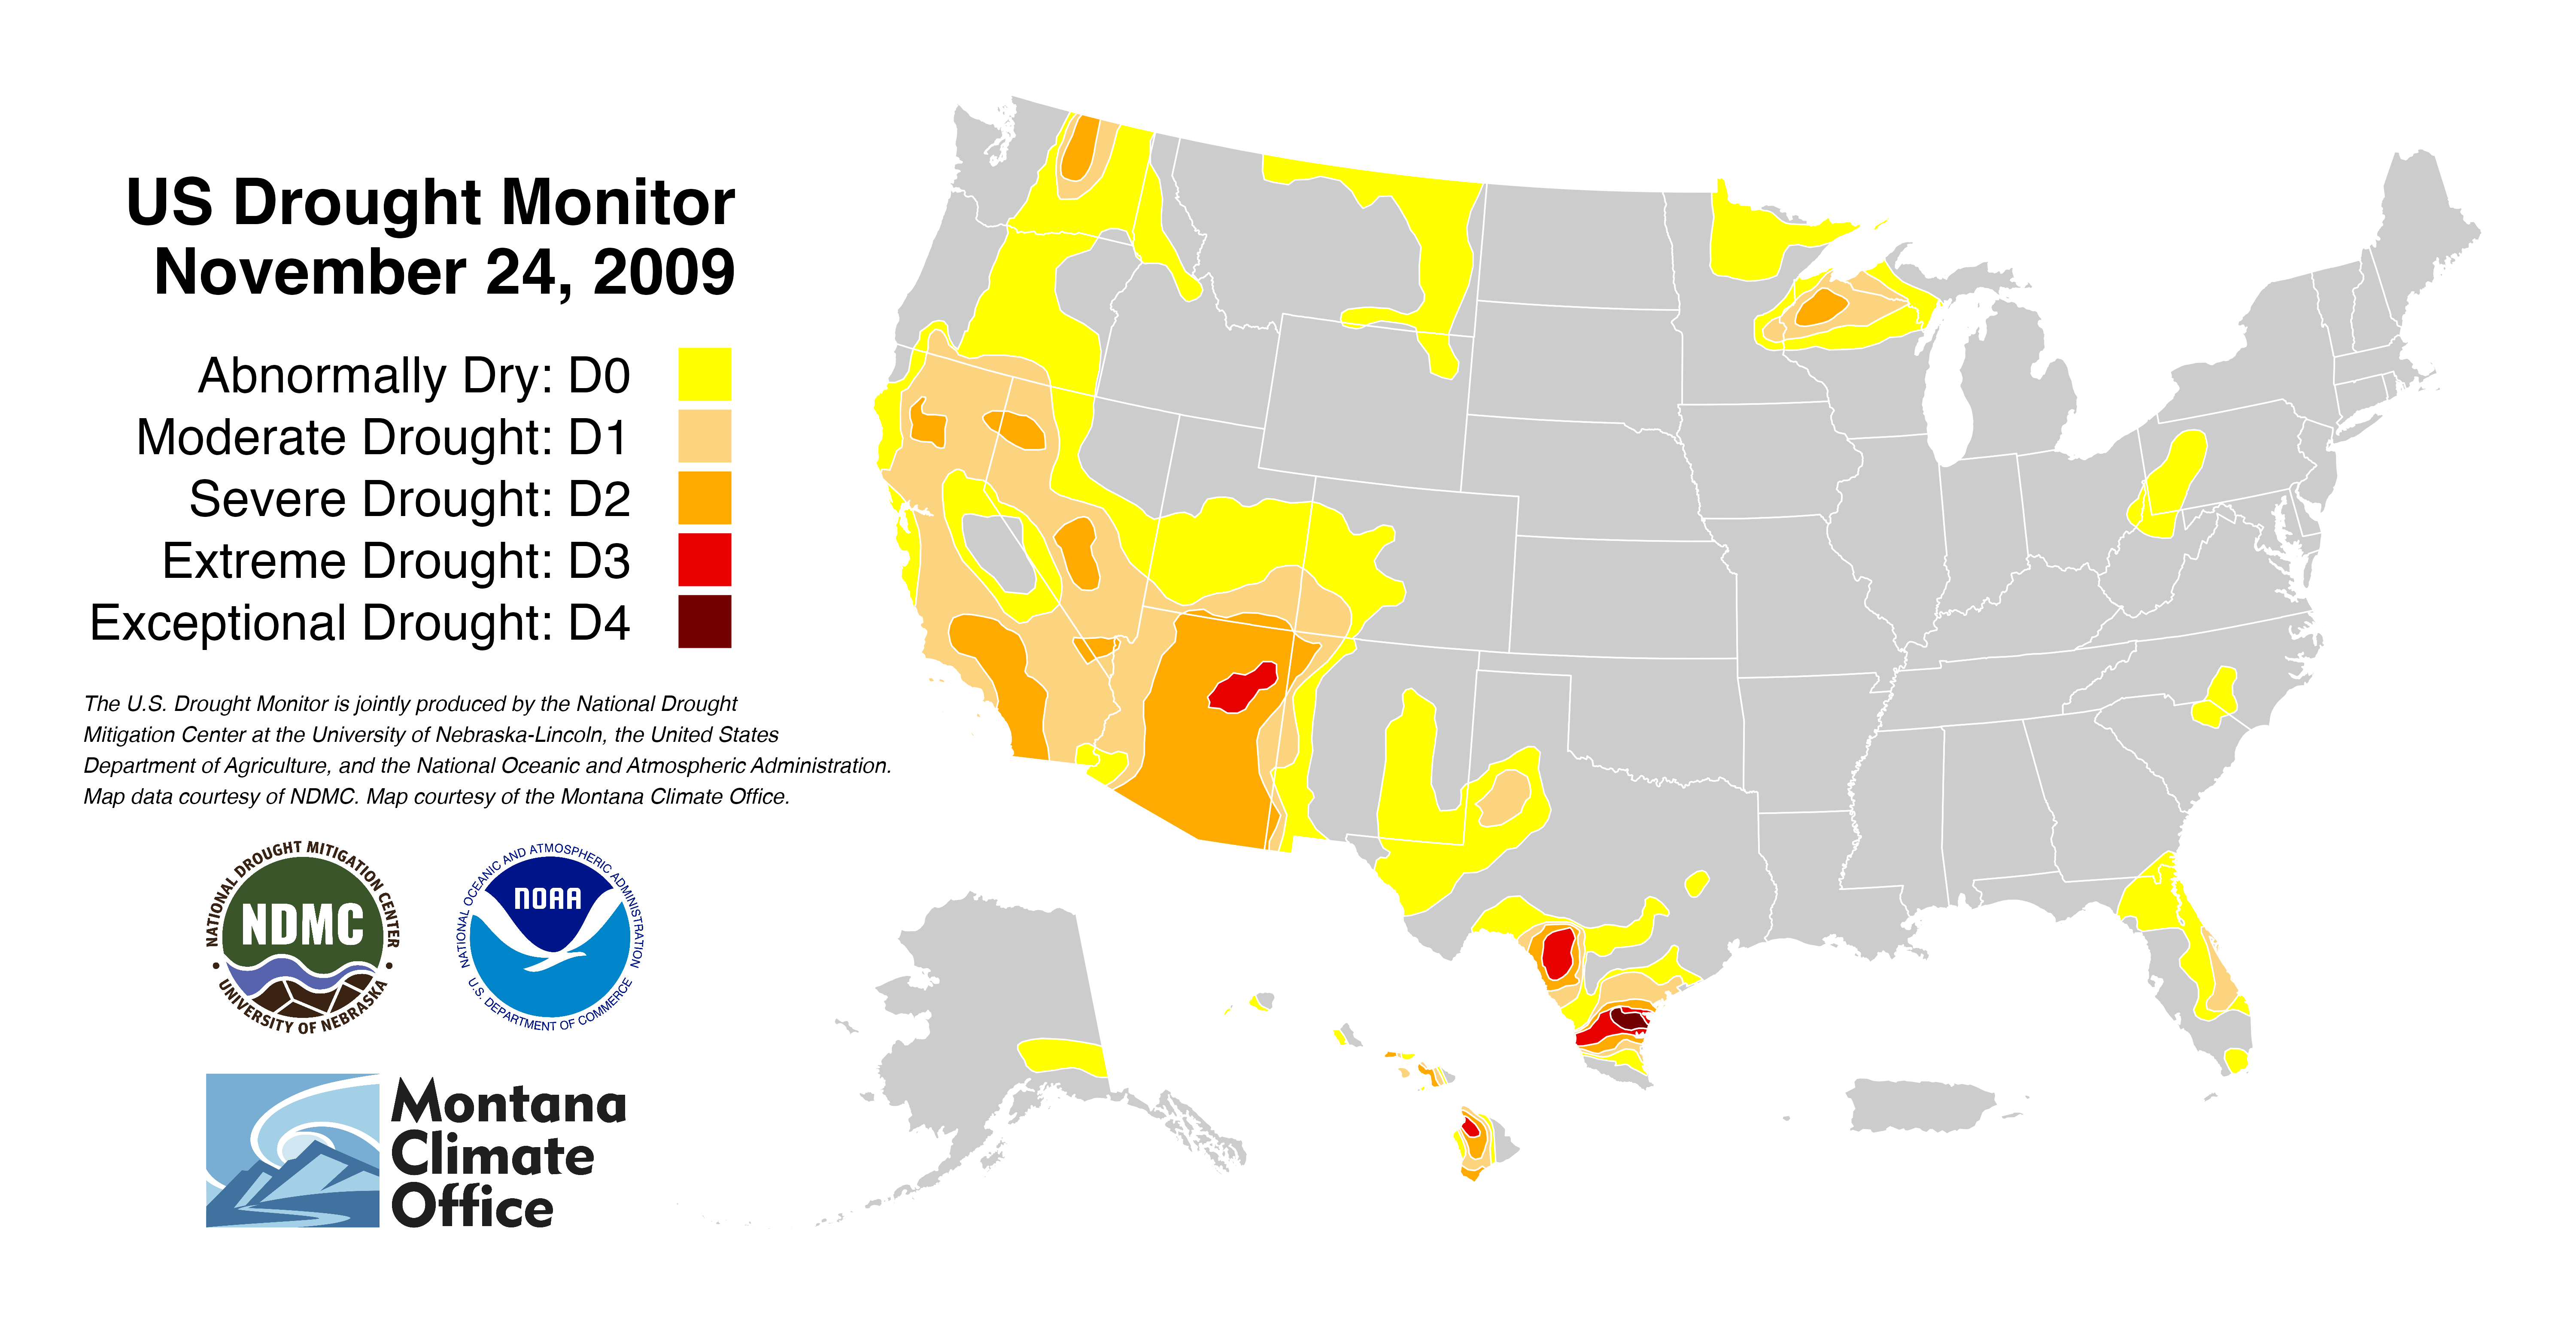 US Drought Monitor
November 24, 2009
Abnormally Dry: D0
Moderate Drought: D1
Severe Drought: D2
Extreme Drought: D3
Exceptional Drought: D4
The U.S. Drought Monitor is jointly produced by the National Drought
Mitigation Center at the University of Nebraska-Lincoln, the United States
Department of Agriculture, and the National Oceanic and Atmospheric Administration.
Map data courtesy of NDMC. Map courtesy of the Montana Climate Office.
NATIONAL DROUGHT MITIGATION CENTER
NDMC
• UNIVERSITY OF NEBRASKA •
NATIONAL OCEANIC AND ATMOSPHERIC ADMINISTRATION
NOAA
U.S. DEPARTMENT OF COMMERCE
Montana
Climate
Office